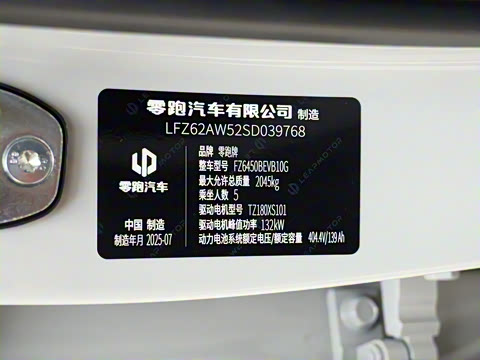 零跑汽车有限公司 制造
LFZ62AW52SD039768
品牌 零跑牌
整车型号 FZ6450BEVB10G
最大允许总质量 2045kg
乘坐人数 5
驱动电机型号 TZ180XS101
驱动电机峰值功率 132kW
动力电池系统额定电压/额定容量 404.4V/139 Ah
零跑汽车
中国 制造
制造年月 2025-07